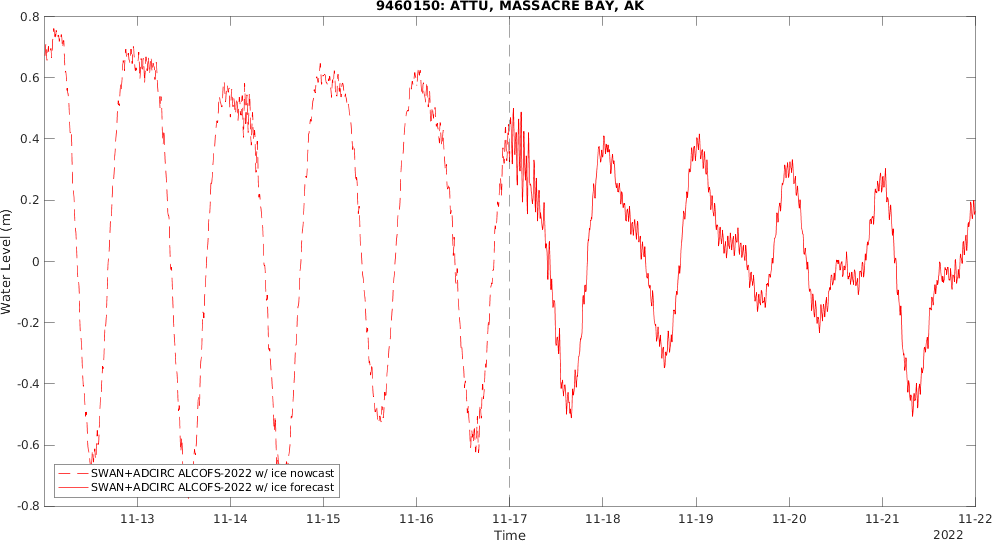 9460150: ATTU, MASSACRE BAY, AK
Water Level (m)
0.8
0.6
0.4
0.2
0
-0.2
-0.4
-0.6
-0.8
SWAN+ADCIRC ALCOFS-2022 w/ ice nowcast
SWAN+ADCIRC ALCOFS-2022 w/ ice forecast
11-13 11-14 11-15 11-16 11-17 11-18 11-19 11-20 11-21 11-22
Time
2022